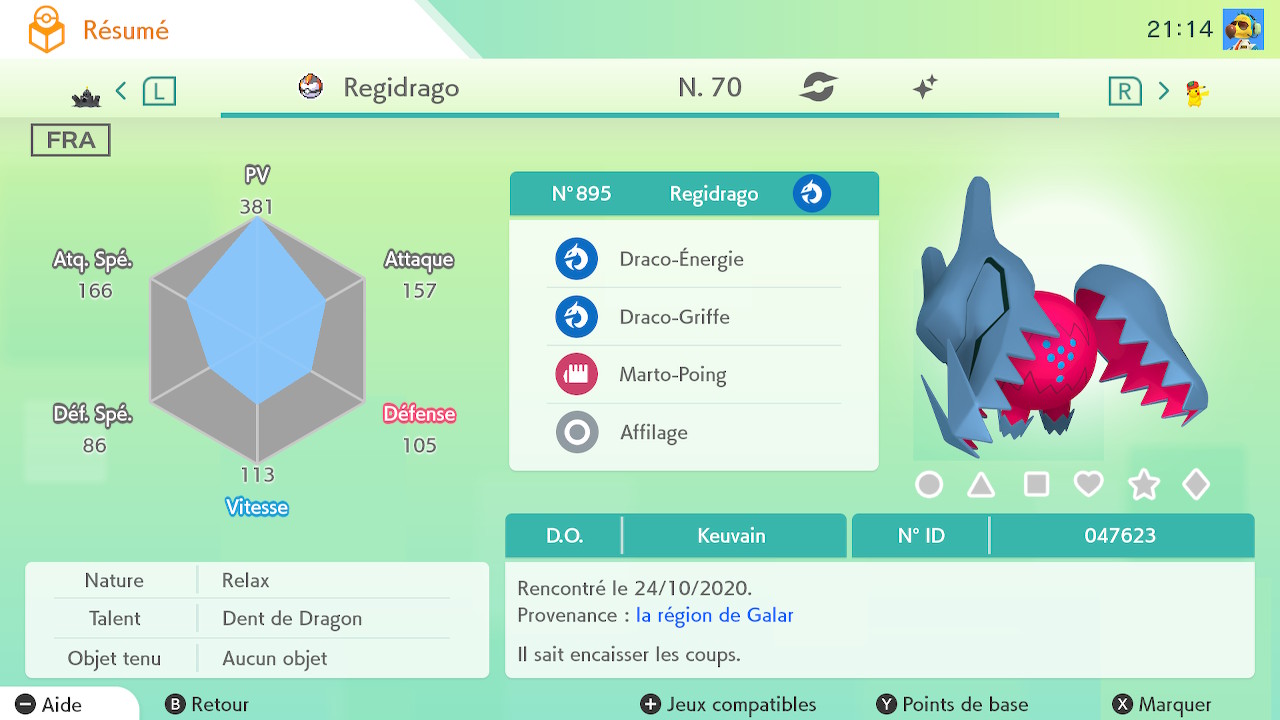 Résumé
21:14
L
Regidrago
N. 70
R
FRA
PV
381
Atq. Spé.
166
Attaque
157
Déf. Spé.
86
Défense
105
113
Vitesse
N°895 Regidrago
Draco-Énergie
Draco-Griffe
Marto-Poing
Affilage
D.O. Keuvain
N° ID 047623
Nature Relax
Talent Dent de Dragon
Objet tenu Aucun objet
Rencontré le 24/10/2020.
Provenance : la région de Galar
Il sait encaisser les coups.
Aide
B Retour
Jeux compatibles
Y Points de base
X Marquer